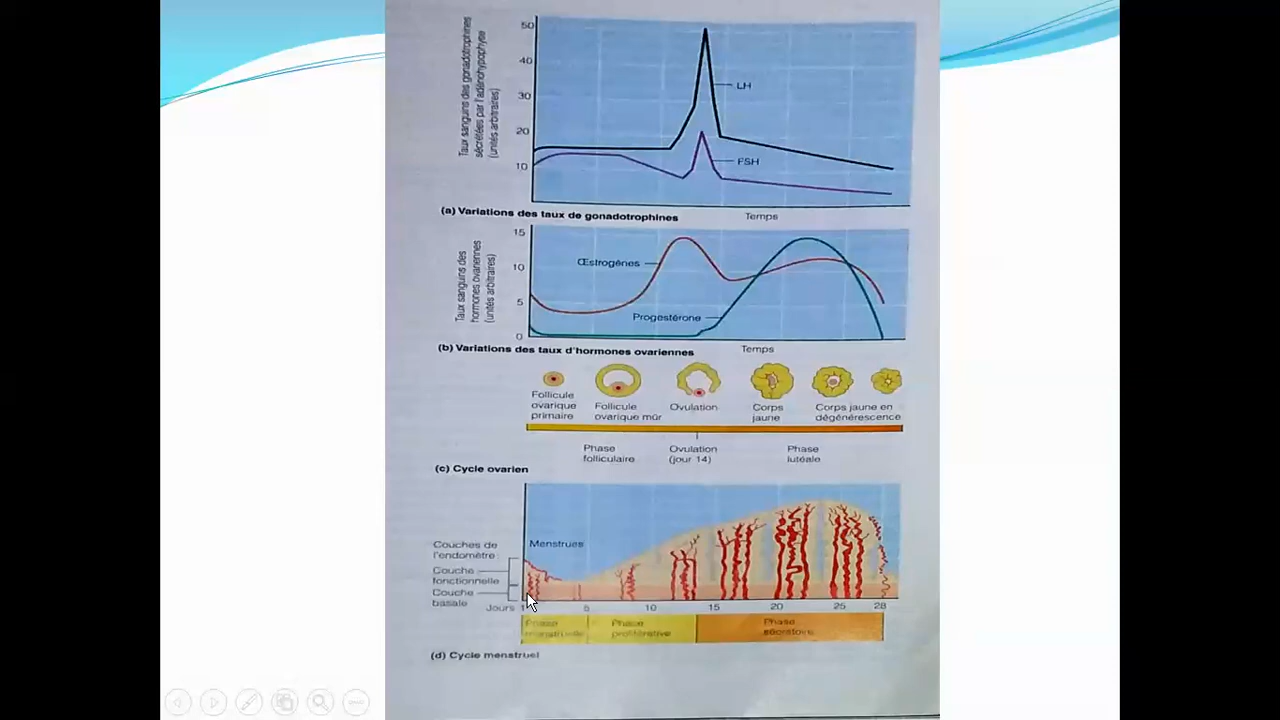 Taux sanguins des gonadotrophines
sécrétées par l'adénohypophyse
(unités arbitraires)
50
40
30
20
10
LH
FSH
(a) Variations des taux de gonadotrophines
Temps
Taux sanguins des
hormones ovariennes
(unités arbitraires)
15
10
5
0
Œstrogènes
Progestérone
(b) Variations des taux d'hormones ovariennes
Temps
Follicule
ovarique
primaire
Follicule
ovarique mûr
Ovulation
Corps
jaune
Corps jaune en
dégénérescence
Phase
folliculaire
Ovulation
(jour 14)
Phase
lutéale
(c) Cycle ovarien
Couches de
l'endomètre
Menstrues
Couche
fonctionnelle
Couche
basale
Jours 1 5 10 15 20 25 28
Phase
menstruelle
Phase
proliférative
Phase
sécrétoire
(d) Cycle menstruel